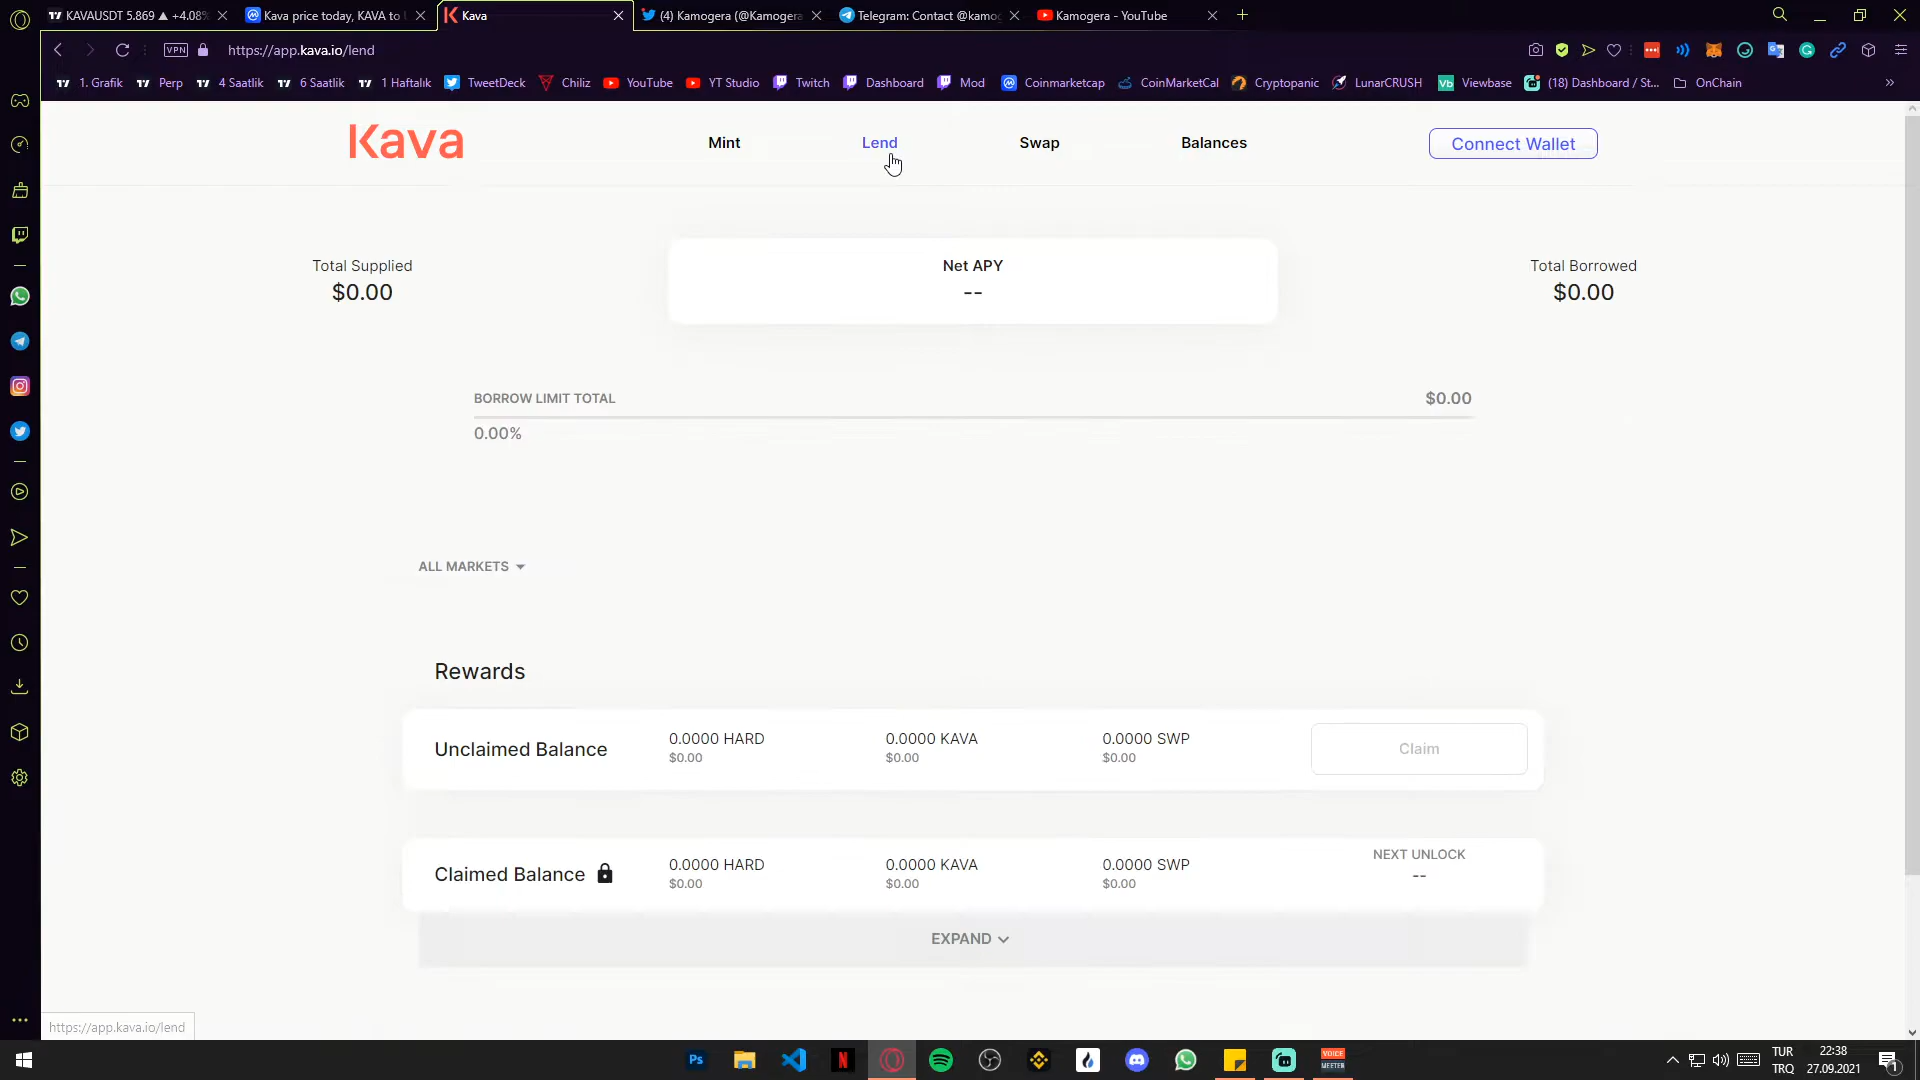 KAVAUSDT 5.869 ▲ +4.08%
Kava price today, KAVA to
Kava
(4) Kamogera (@Kamogera
Telegram: Contact @kamog
Kamogera - YouTube
VPN
https://app.kava.io/lend
1. Grafik
Perp
4 Saatlik
6 Saatlik
1 Haftalık
TweetDeck
Chiliz
YouTube
YT Studio
Twitch
Dashboard
Mod
Coinmarketcap
CoinMarketCal
Cryptopanic
LunarCRUSH
Viewbase
(18) Dashboard / St...
OnChain
Kava
Mint
Lend
Swap
Balances
Connect Wallet
Total Supplied
$0.00
Net APY
--
Total Borrowed
$0.00
BORROW LIMIT TOTAL
$0.00
0.00%
ALL MARKETS
Rewards
Unclaimed Balance
0.0000 HARD
$0.00
0.0000 KAVA
$0.00
0.0000 SWP
$0.00
Claim
Claimed Balance
0.0000 HARD
$0.00
0.0000 KAVA
$0.00
0.0000 SWP
$0.00
NEXT UNLOCK
--
EXPAND
https://app.kava.io/lend
Ps
VOICE
MEETER
TUR
TRQ
22:38
27.09.2021
1